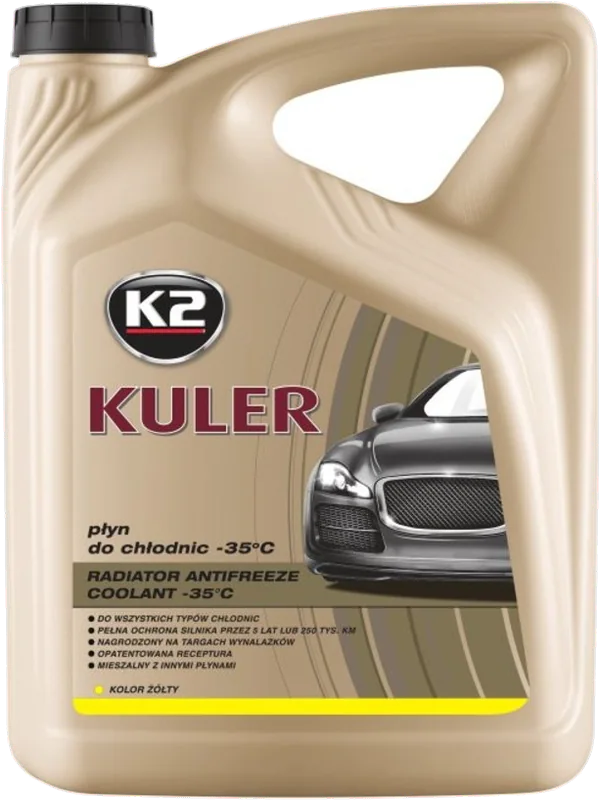 K2
KULER
płyn
do chłodnic -35°C
RADIATOR ANTIFREEZE
COOLANT -35°C
● DO WSZYSTKICH TYPÓW CHŁODNIC
● PEŁNA OCHRONA SILNIKA PRZEZ 5 LAT LUB 250 TYS. KM
● NAGRODZONY NA TARGACH WYNALAZKÓW
● OPATENTOWANA RECEPTURA
● MIESZALNY Z INNYMI PŁYNAMI
● KOLOR ŻÓŁTY